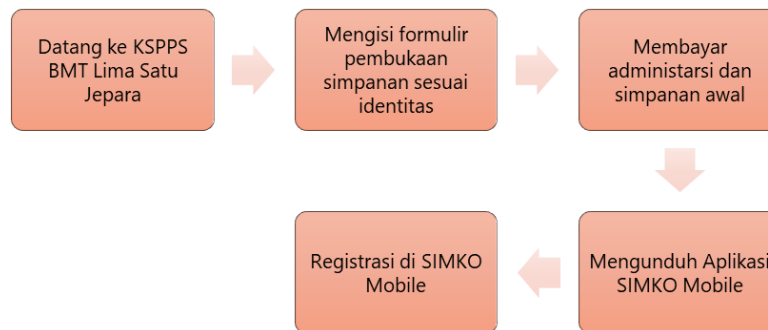 Datang ke KSPPS
BMT Lima Satu
Jepara
Mengisi formulir
pembukaan
simpanan sesuai
identitas
Membayar
administarsi dan
simpanan awal
Mengunduh Aplikasi
SIMKO Mobile
Registrasi di SIMKO
Mobile